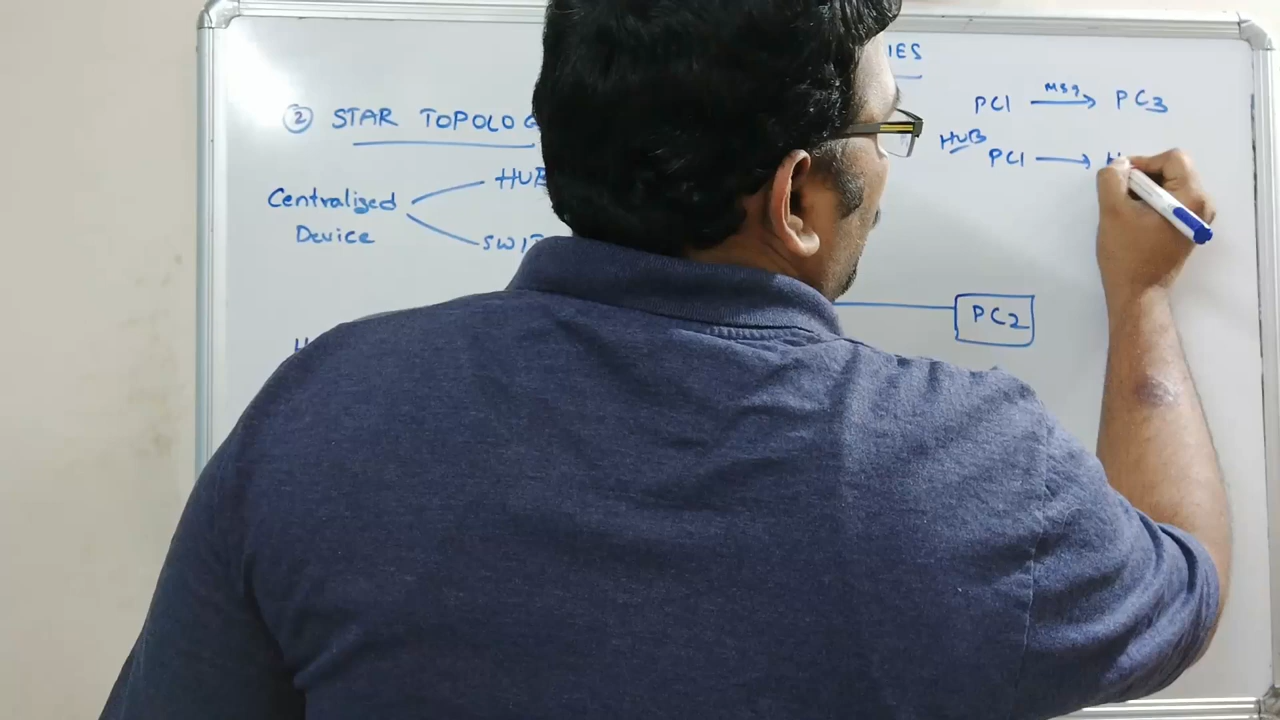 IES
② STAR TOPOLOG
PC1 msg PC3
HUB
PC1 H
Centralized
Device
HUB
SWIT
PC2
H